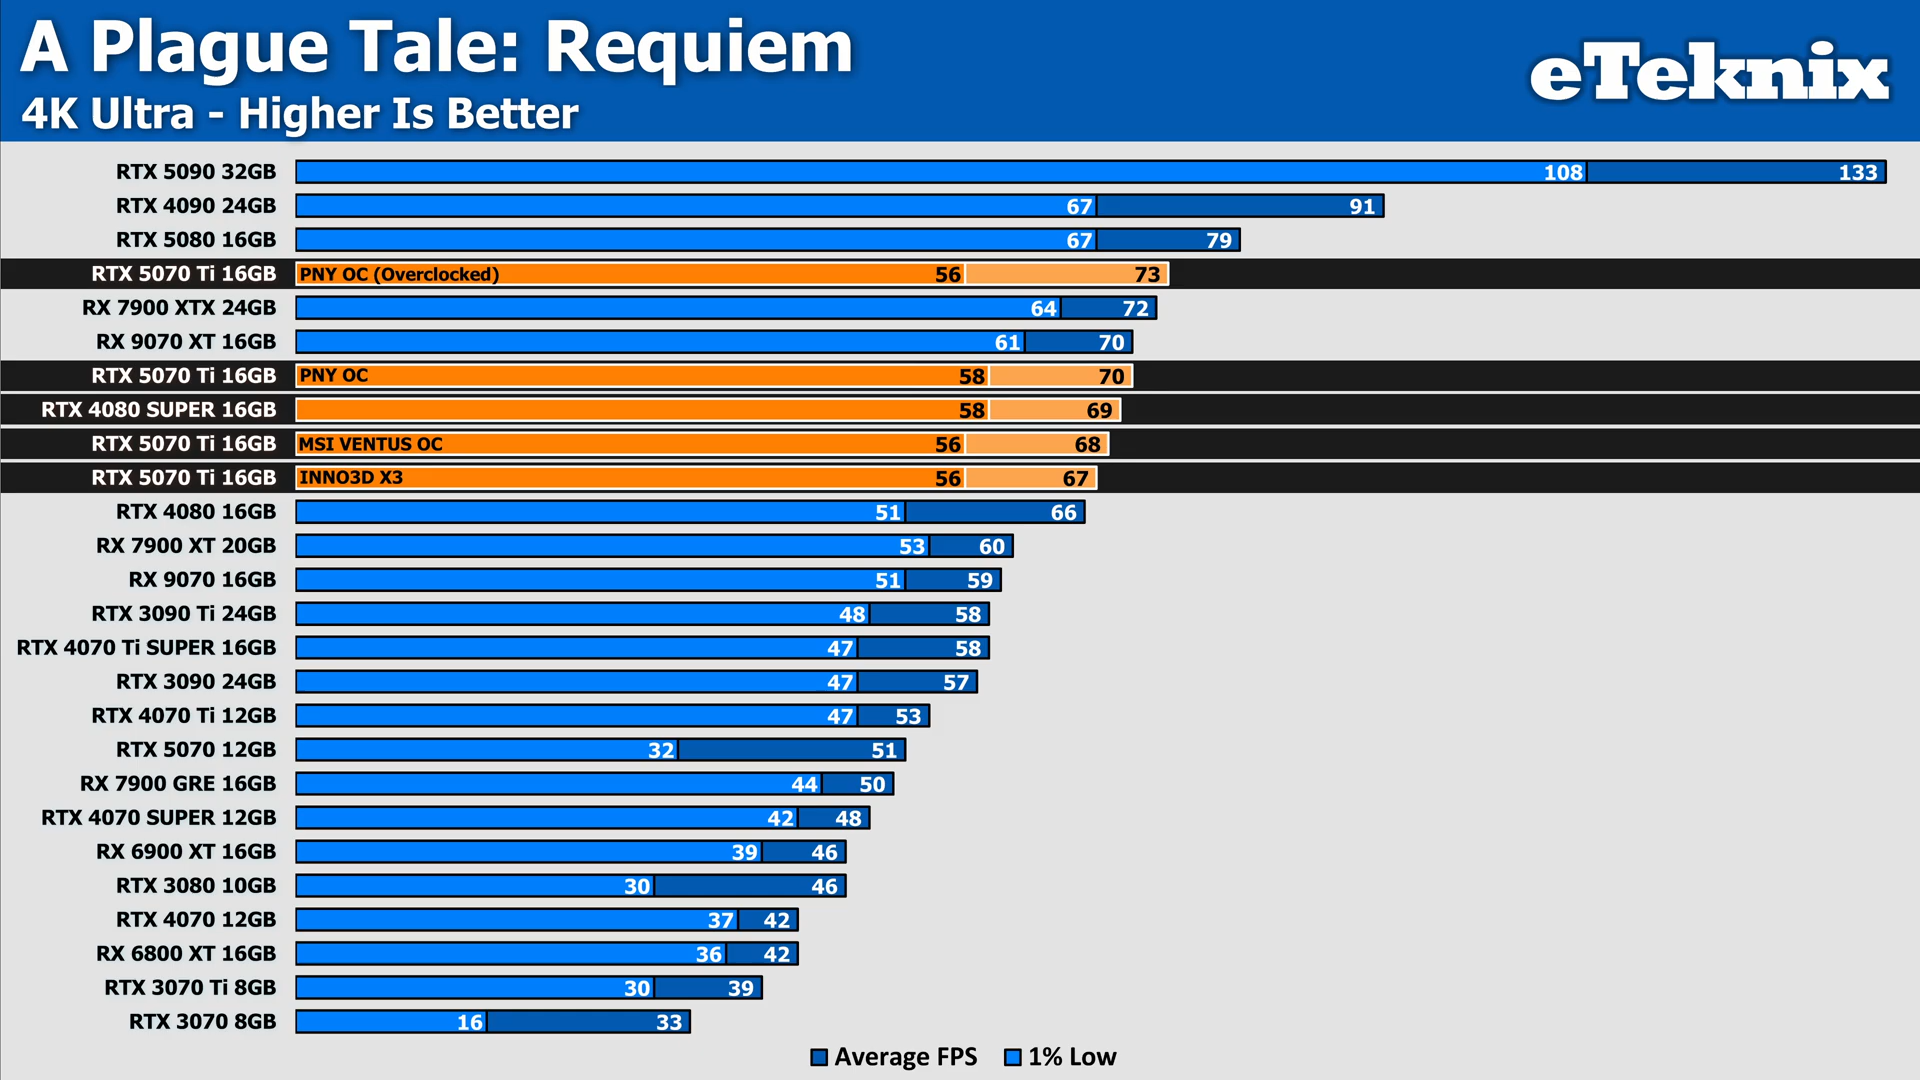 A Plague Tale: Requiem
4K Ultra - Higher Is Better
eTeknix
RTX 5090 32GB 108 133
RTX 4090 24GB 67 91
RTX 5080 16GB 67 79
RTX 5070 Ti 16GB PNY OC (Overclocked) 56 73
RX 7900 XTX 24GB 64 72
RX 9070 XT 16GB 61 70
RTX 5070 Ti 16GB PNY OC 58 70
RTX 4080 SUPER 16GB 58 69
RTX 5070 Ti 16GB MSI VENTUS OC 56 68
RTX 5070 Ti 16GB INNO3D X3 56 67
RTX 4080 16GB 51 66
RX 7900 XT 20GB 53 60
RX 9070 16GB 51 59
RTX 3090 Ti 24GB 48 58
RTX 4070 Ti SUPER 16GB 47 58
RTX 3090 24GB 47 57
RTX 4070 Ti 12GB 47 53
RTX 5070 12GB 32 51
RX 7900 GRE 16GB 44 50
RTX 4070 SUPER 12GB 42 48
RX 6900 XT 16GB 39 46
RTX 3080 10GB 30 46
RTX 4070 12GB 37 42
RX 6800 XT 16GB 36 42
RTX 3070 Ti 8GB 30 39
RTX 3070 8GB 16 33
Average FPS 1% Low